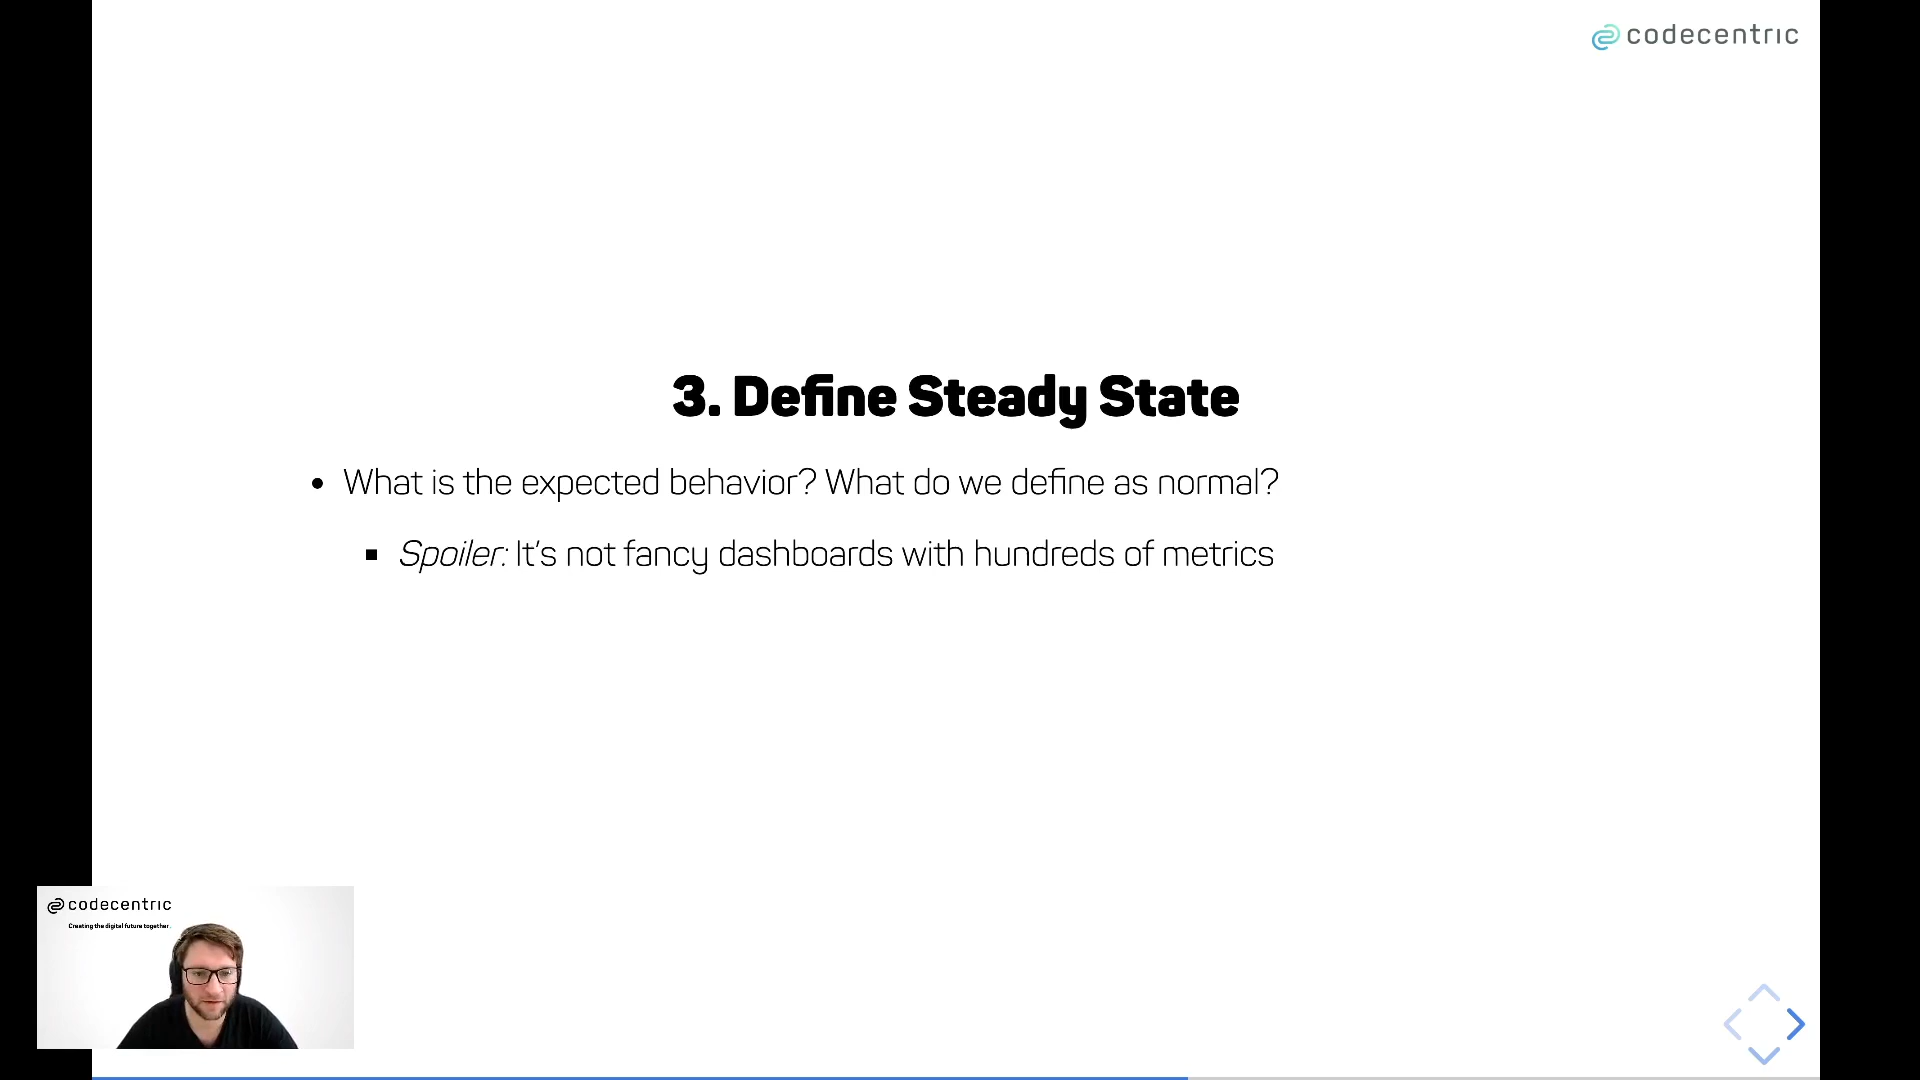 codecentric
3. Define Steady State
• What is the expected behavior? What do we define as normal?
▪ Spoiler: It's not fancy dashboards with hundreds of metrics
codecentric
Creating the digital future together.